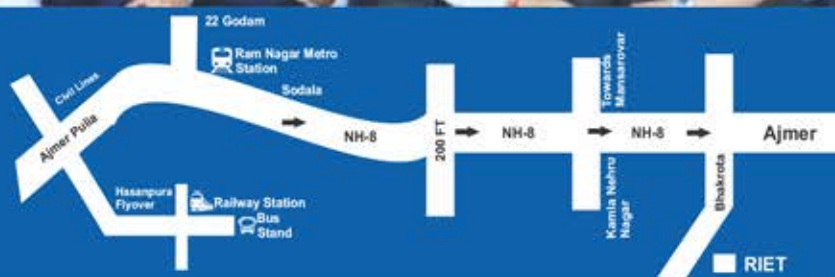 22 Godam
Ram Nagar Metro
Station
Civil Lines
Sodala
Ajmer Pulia
NH-8
200 FT
NH-8
Towards
Mansarovar
NH-8
Ajmer
Hasanpura
Flyover
Railway Station
Bus
Stand
Kamla Nehru
Nagar
Bhakrota
RIET